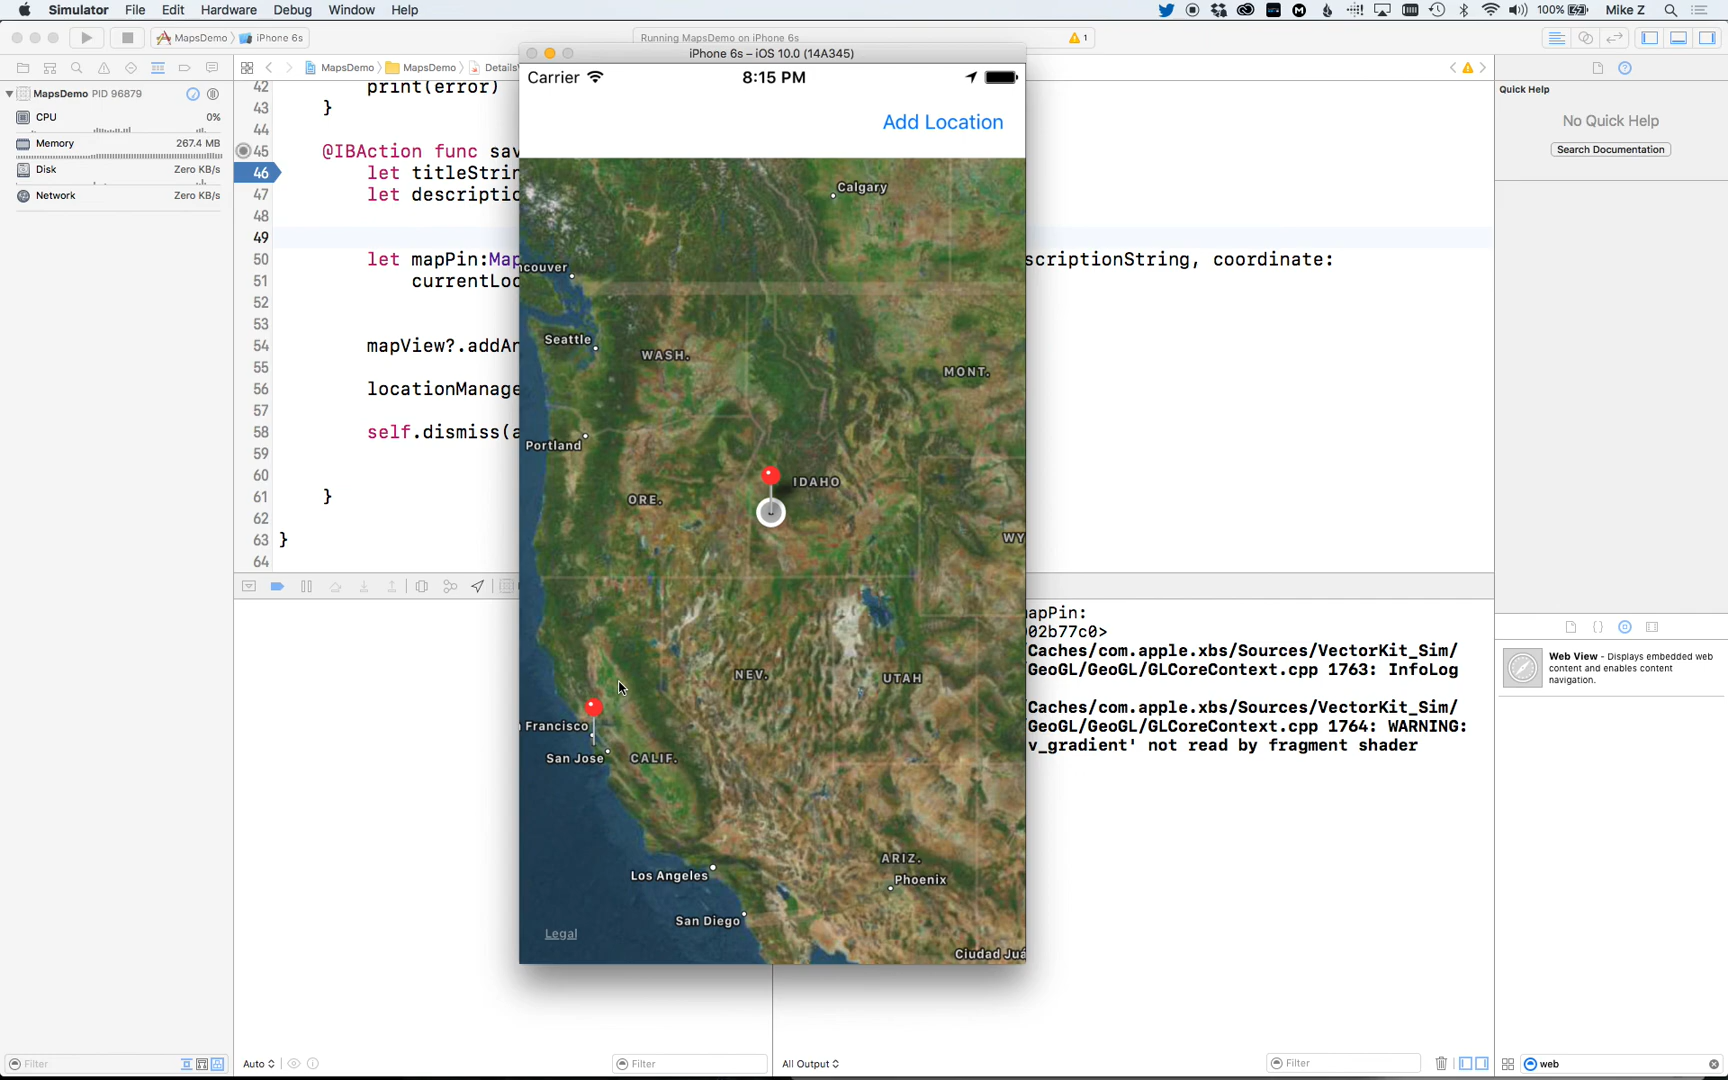 Simulator File Edit Hardware Debug Window Help
100% Mike Z
MapsDemo iPhone 6s
Running MapsDemo on iPhone 6s
1
iPhone 6s – iOS 10.0 (14A345)
MapsDemo MapsDemo Details
MapsDemo PID 96879
CPU 0%
Memory 267.4 MB
Disk Zero KB/s
Network Zero KB/s
42 print(error)
43 }
44
45 @IBAction func sav
46 let titleStrin
47 let descriptio
48
49
50 let mapPin:Map
scriptionString, coordinate:
51 currentLoc
52
53
54 mapView?.addAn
55
56 locationManage
57
58 self.dismiss(a
59
60
61 }
62
63 }
64
Carrier 8:15 PM
Add Location
Calgary
ncouver
Seattle
WASH.
MONT.
Portland
IDAHO
ORE.
WY
NEV.
UTAH
Francisco
San Jose
CALIF.
ARIZ.
Phoenix
Los Angeles
San Diego
Ciudad Juá
Legal
mapPin:
02b77c0>
/Caches/com.apple.xbs/Sources/VectorKit_Sim/
/GeoGL/GeoGL/GLCoreContext.cpp 1763: InfoLog
/Caches/com.apple.xbs/Sources/VectorKit_Sim/
/GeoGL/GeoGL/GLCoreContext.cpp 1764: WARNING:
v_gradient' not read by fragment shader
Quick Help
No Quick Help
Search Documentation
Web View - Displays embedded web
content and enables content
navigation.
Filter
Auto
Filter
All Output
Filter
web